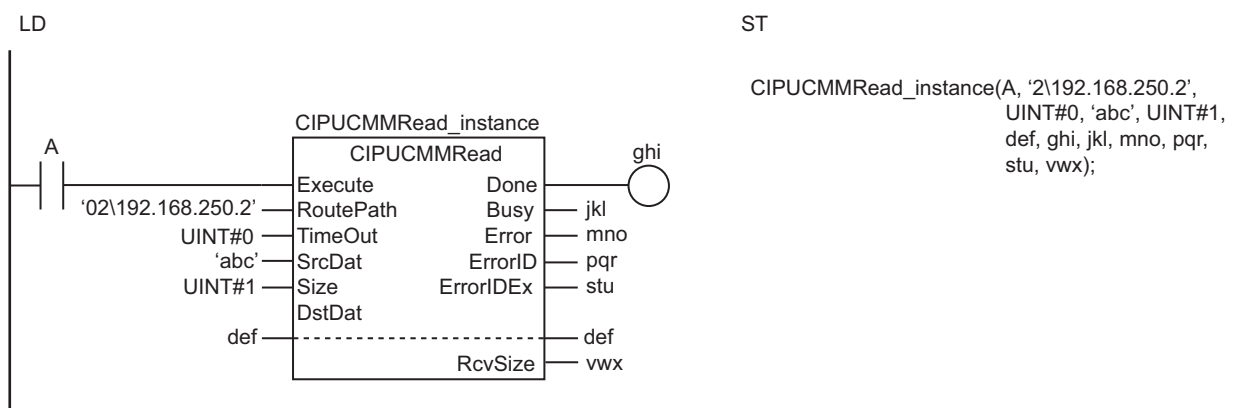 LD
ST
CIPUCMMRead_instance(A, ‘2\192.168.250.2’,
UINT#0, ‘abc’, UINT#1,
def, ghi, jkl, mno, pqr,
stu, vwx);
CIPUCMMRead_instance
A
CIPUCMMRead
ghi
Execute
Done
‘02\192.168.250.2’
RoutePath
Busy
jkl
UINT#0
TimeOut
Error
mno
‘abc’
SrcDat
ErrorID
pqr
UINT#1
Size
ErrorIDEx
stu
DstDat
def
def
RcvSize
vwx